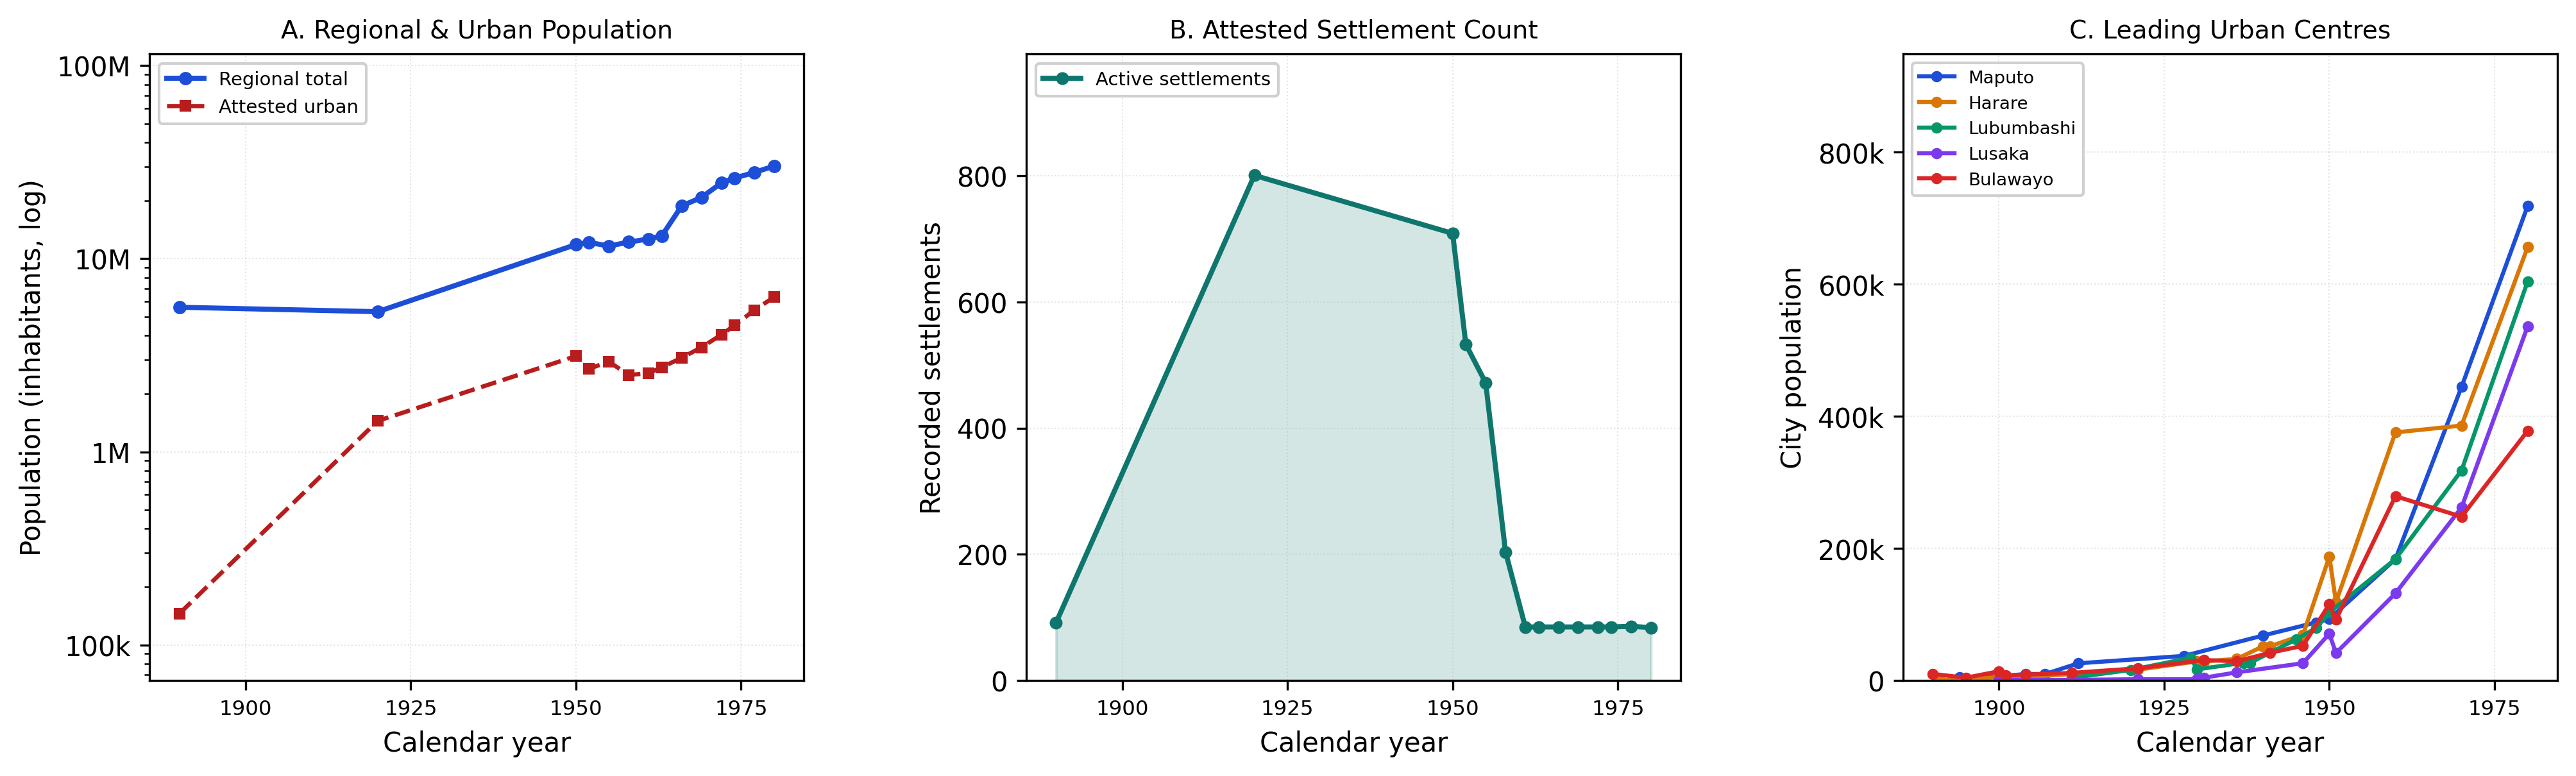 A. Regional & Urban Population
Regional total
Attested urban
100M
10M
1M
100k
Population (inhabitants, log)
1900
1925
1950
1975
Calendar year
B. Attested Settlement Count
Active settlements
800
600
400
200
0
Recorded settlements
1900
1925
1950
1975
Calendar year
C. Leading Urban Centres
Maputo
Harare
Lubumbashi
Lusaka
Bulawayo
800k
600k
400k
200k
0
City population
1900
1925
1950
1975
Calendar year